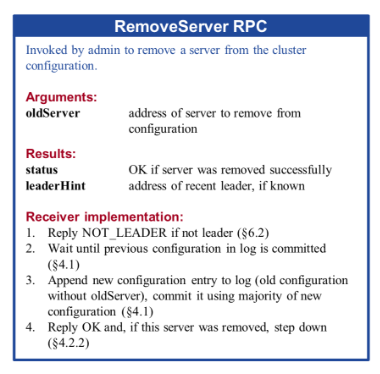 RemoveServer RPC
Invoked by admin to remove a server from the cluster
configuration.
Arguments:
oldServer address of server to remove from
configuration
Results:
status OK if server was removed successfully
leaderHint address of recent leader, if known
Receiver implementation:
1. Reply NOT_LEADER if not leader (§6.2)
2. Wait until previous configuration in log is committed
(§4.1)
3. Append new configuration entry to log (old configuration
without oldServer), commit it using majority of new
configuration (§4.1)
4. Reply OK and, if this server was removed, step down
(§4.2.2)